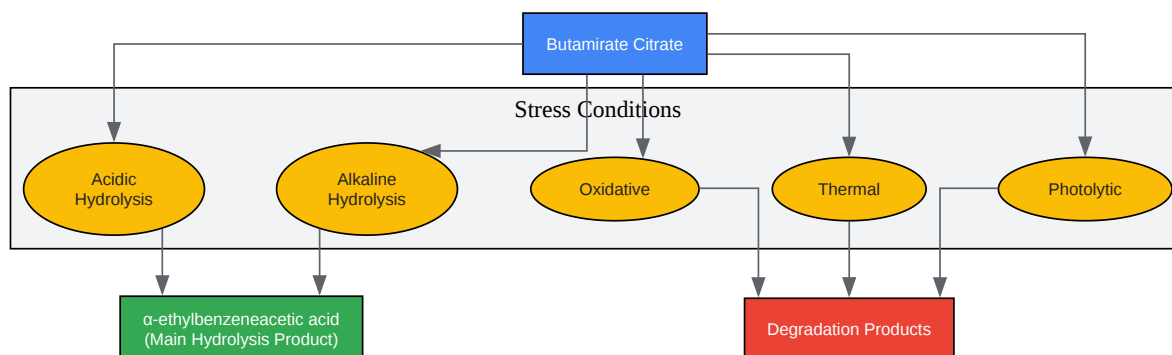 Butamirate Citrate
Stress Conditions
Acidic
Hydrolysis
Alkaline
Hydrolysis
Oxidative
Thermal
Photolytic
α-ethylbenzeneacetic acid
(Main Hydrolysis Product)
Degradation Products